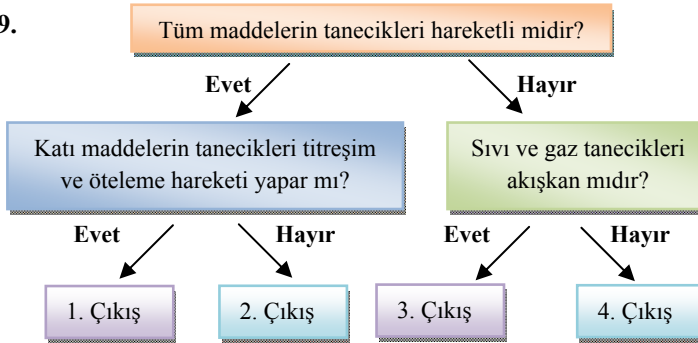 9.
Tüm maddelerin tanecikleri hareketli midir?
Evet
Hayır
Katı maddelerin tanecikleri titreşim
ve öteleme hareketi yapar mı?
Sıvı ve gaz tanecikleri
akışkan mıdır?
Evet
Hayır
Evet
Hayır
1. Çıkış
2. Çıkış
3. Çıkış
4. Çıkış